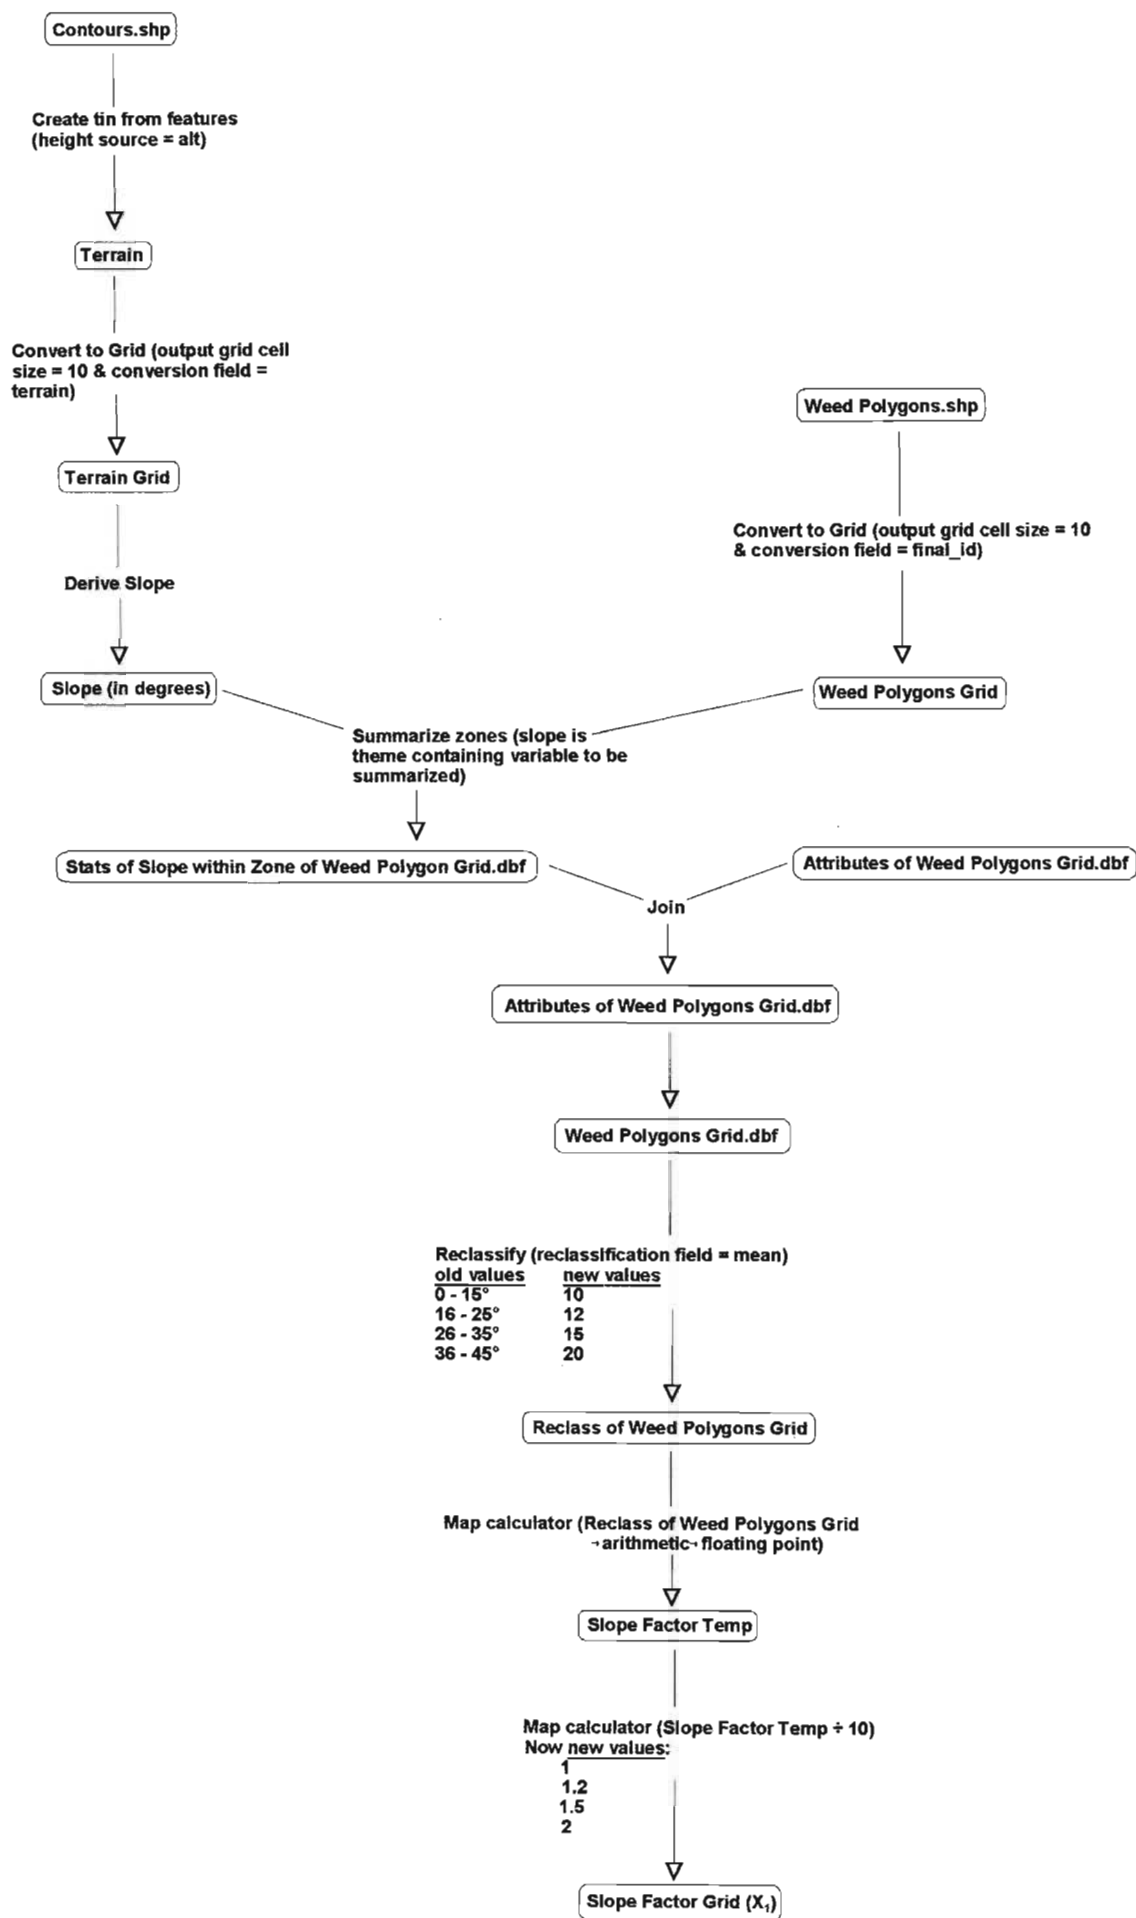 Contours.shp
Create tin from features
(height source = alt)
Terrain
Convert to Grid (output grid cell
size = 10 & conversion field =
terrain)
Weed Polygons.shp
Terrain Grid
Convert to Grid (output grid cell size = 10
& conversion field = final_id)
Derive Slope
Slope (in degrees)
Weed Polygons Grid
Summarize zones (slope is
theme containing variable to be
summarized)
Stats of Slope within Zone of Weed Polygon Grid.dbf
Attributes of Weed Polygons Grid.dbf
Join
Attributes of Weed Polygons Grid.dbf
Weed Polygons Grid.dbf
Reclassify (reclassification field = mean)
old values new values
0 - 15° 10
16 - 25° 12
26 - 35° 15
36 - 45° 20
Reclass of Weed Polygons Grid
Map calculator (Reclass of Weed Polygons Grid
→arithmetic→ floating point)
Slope Factor Temp
Map calculator (Slope Factor Temp ÷ 10)
Now new values:
1
1.2
1.5
2
Slope Factor Grid (X₁)